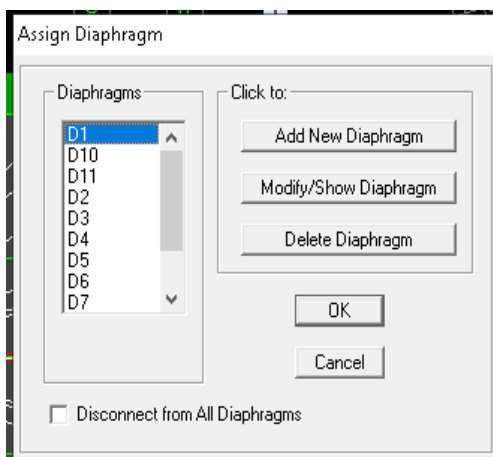 Assign Diaphragm
Diaphragms
D1
D10
D11
D2
D3
D4
D5
D6
D7
Click to:
Add New Diaphragm
Modify/Show Diaphragm
Delete Diaphragm
OK
Cancel
Disconnect from All Diaphragms